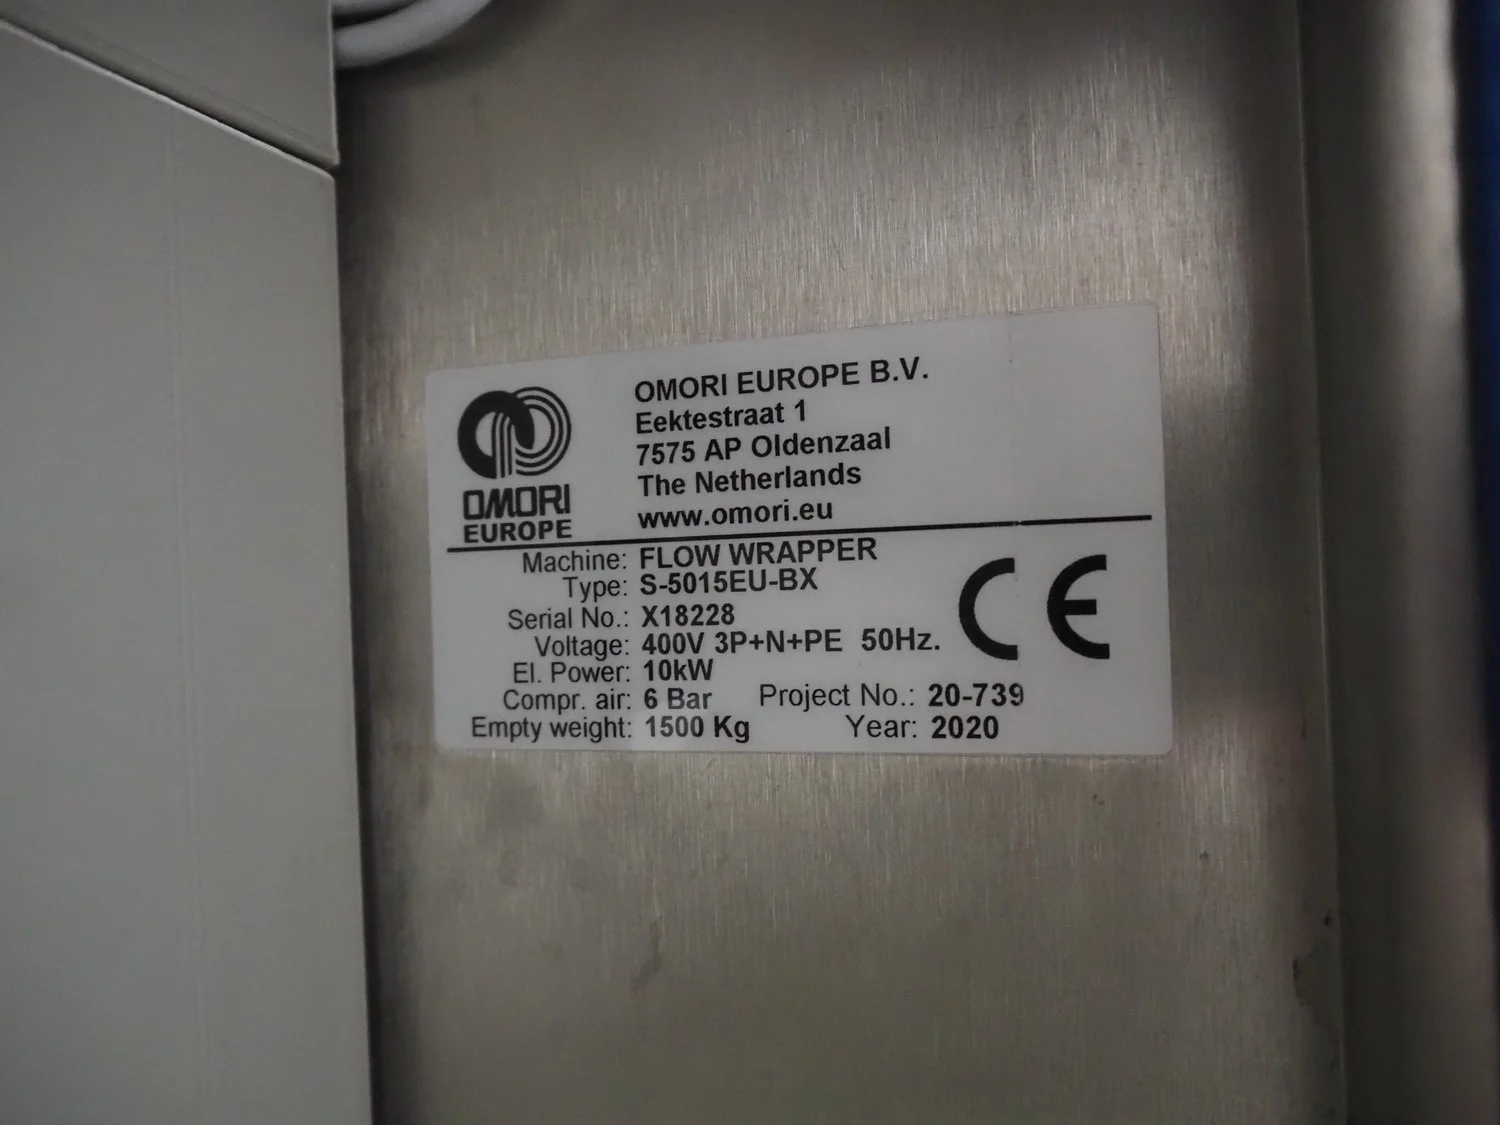 OMORI
EUROPE
OMORI EUROPE B.V.
Eektestraat 1
7575 AP Oldenzaal
The Netherlands
www.omori.eu
Machine: FLOW WRAPPER
Type: S-5015EU-BX
Serial No.: X18228
Voltage: 400V 3P+N+PE 50Hz.
El. Power: 10kW
Compr. air: 6 Bar Project No.: 20-739
Empty weight: 1500 Kg Year: 2020
CE